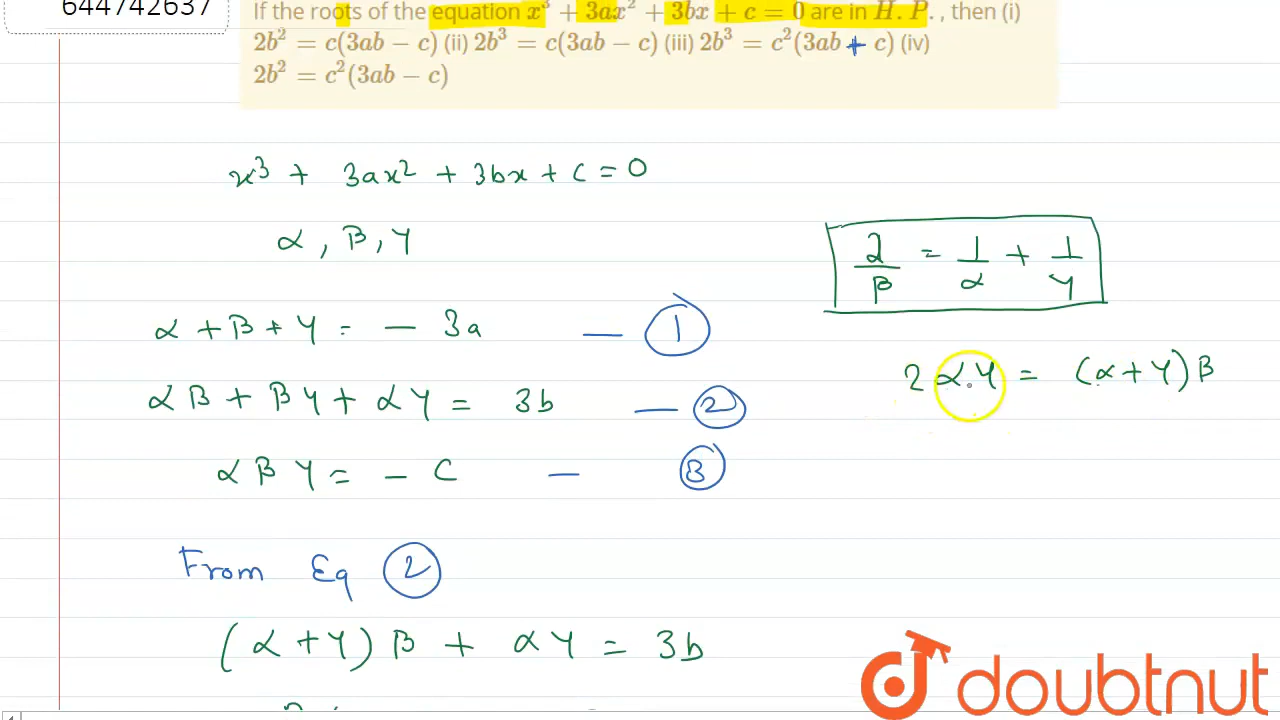 644742637
If the roots of the equation x³ + 3ax² + 3bx + c = 0 are in H. P. , then (i)
2b² = c(3ab − c) (ii) 2b³ = c(3ab − c) (iii) 2b³ = c²(3ab + c) (iv)
2b² = c²(3ab − c)
x³ + 3ax² + 3bx + c = 0
α , β , γ
α + β + γ = − 3a — 1
αβ + βγ + αγ = 3b — 2
αβγ = − c — 3
From Eq 2
(α + γ) β + αγ = 3b
2/β = 1/α + 1/γ
2 αγ = (α + γ) β
doubtnut